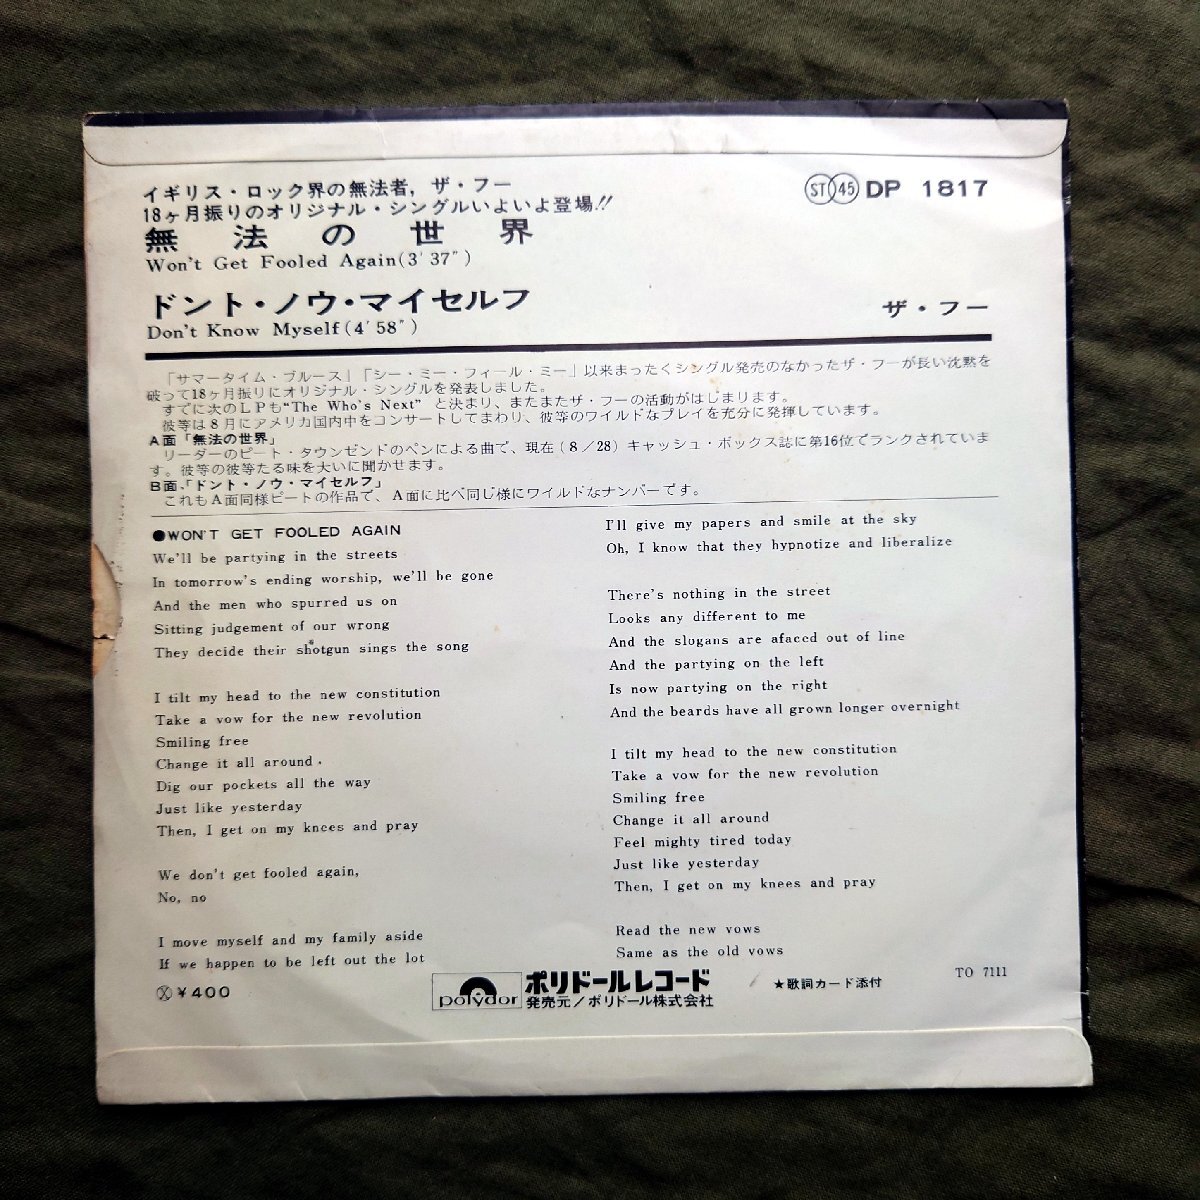 イギリス・ロック界の無法者，ザ・フー
18ヶ月振りのオリジナル・シングルいよいよ登場!!
ST 45 DP 1817
無法の世界
Won't Get Fooled Again(3′37″)
ドント・ノウ・マイセルフ
ザ・フー
Don't Know Myself(4′58″)
「サマータイム ブルース」「シー・ミー・フィール・ミー」以来まったくシングル発売のなかったザ・フーが長い沈黙を
破って18ヶ月振りにオリジナル・シングルを発表しました。
すでに次のＬＰも“The Who's Next” と決まり、またまたザ・フーの活動がはじまります。
彼等は８月にアメリカ国内中をコンサートしてまわり、彼等のワイルドなプレイを充分に発揮しています。
A面「無法の世界」
リーダーのピート・タウンゼンドのペンによる曲で、現在（８／28）キャッシュ・ボックス誌に第16位でランクされていま
す。彼等の彼等たる味を大いに聞かせます。
B面、「ドント・ノウ・マイセルフ」
これもＡ面同様ピートの作品で、Ａ面に比べ同じ様にワイルドなナンバーです。
●WON'T GET FOOLED AGAIN
We'll be partying in the streets
In tomorrow's ending worship, we'll be gone
And the men who spurred us on
Sitting judgement of our wrong
They decide their shotgun sings the song
I tilt my head to the new constitution
Take a vow for the new revolution
Smiling free
Change it all around.
Dig our pockets all the way
Just like yesterday
Then, I get on my knees and pray
We don't get fooled again,
No, no
I move myself and my family aside
If we happen to be left out the lot
I'll give my papers and smile at the sky
Oh, I know that they hypnotize and liberalize
There's nothing in the street
Looks any different to me
And the slogans are afaced out of line
And the partying on the left
Is now partying on the right
And the beards have all grown longer overnight
I tilt my head to the new constitution
Take a vow for the new revolution
Smiling free
Change it all around
Feel mighty tired today
Just like yesterday
Then, I get on my knees and pray
Read the new vows
Same as the old vows
Ⓧ￥400
polydor
ポリドールレコード
発売元／ポリドール株式会社
★歌詞カード添付
TO 7111